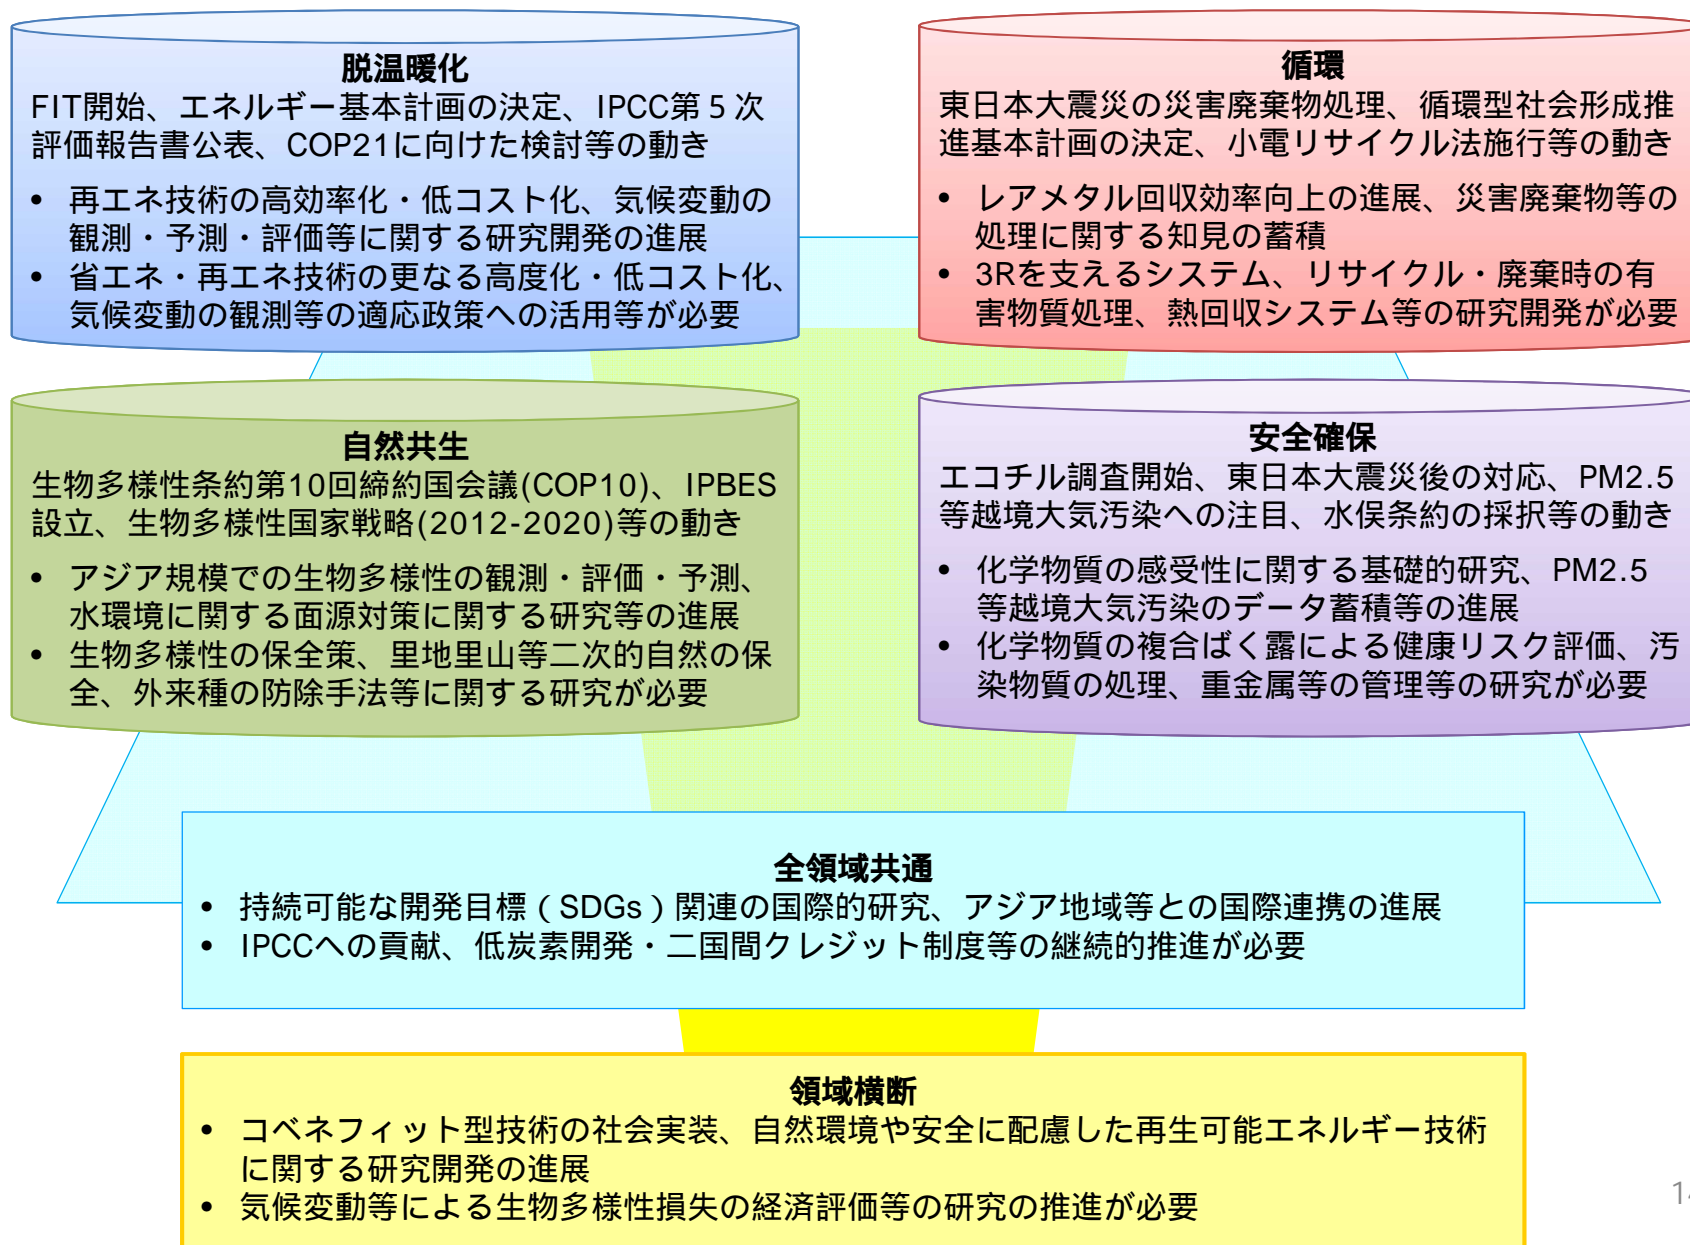 脱温暖化
FIT開始、エネルギー基本計画の決定、IPCC第５次
評価報告書公表、COP21に向けた検討等の動き
• 再エネ技術の高効率化・低コスト化、気候変動の
観測・予測・評価等に関する研究開発の進展
• 省エネ・再エネ技術の更なる高度化・低コスト化、
気候変動の観測等の適応政策への活用等が必要
循環
東日本大震災の災害廃棄物処理、循環型社会形成推
進基本計画の決定、小電リサイクル法施行等の動き
• レアメタル回収効率向上の進展、災害廃棄物等の
処理に関する知見の蓄積
• 3Rを支えるシステム、リサイクル・廃棄時の有
害物質処理、熱回収システム等の研究開発が必要
自然共生
生物多様性条約第10回締約国会議(COP10)、IPBES
設立、生物多様性国家戦略(2012-2020)等の動き
• アジア規模での生物多様性の観測・評価・予測、
水環境に関する面源対策に関する研究等の進展
• 生物多様性の保全策、里地里山等二次的自然の保
全、外来種の防除手法等に関する研究が必要
安全確保
エコチル調査開始、東日本大震災後の対応、PM2.5
等越境大気汚染への注目、水俣条約の採択等の動き
• 化学物質の感受性に関する基礎的研究、PM2.5
等越境大気汚染のデータ蓄積等の進展
• 化学物質の複合ばく露による健康リスク評価、汚
染物質の処理、重金属等の管理等の研究が必要
全領域共通
• 持続可能な開発目標（SDGs）関連の国際的研究、アジア地域等との国際連携の進展
• IPCCへの貢献、低炭素開発・二国間クレジット制度等の継続的推進が必要
領域横断
• コベネフィット型技術の社会実装、自然環境や安全に配慮した再生可能エネルギー技術
に関する研究開発の進展
• 気候変動等による生物多様性損失の経済評価等の研究の推進が必要